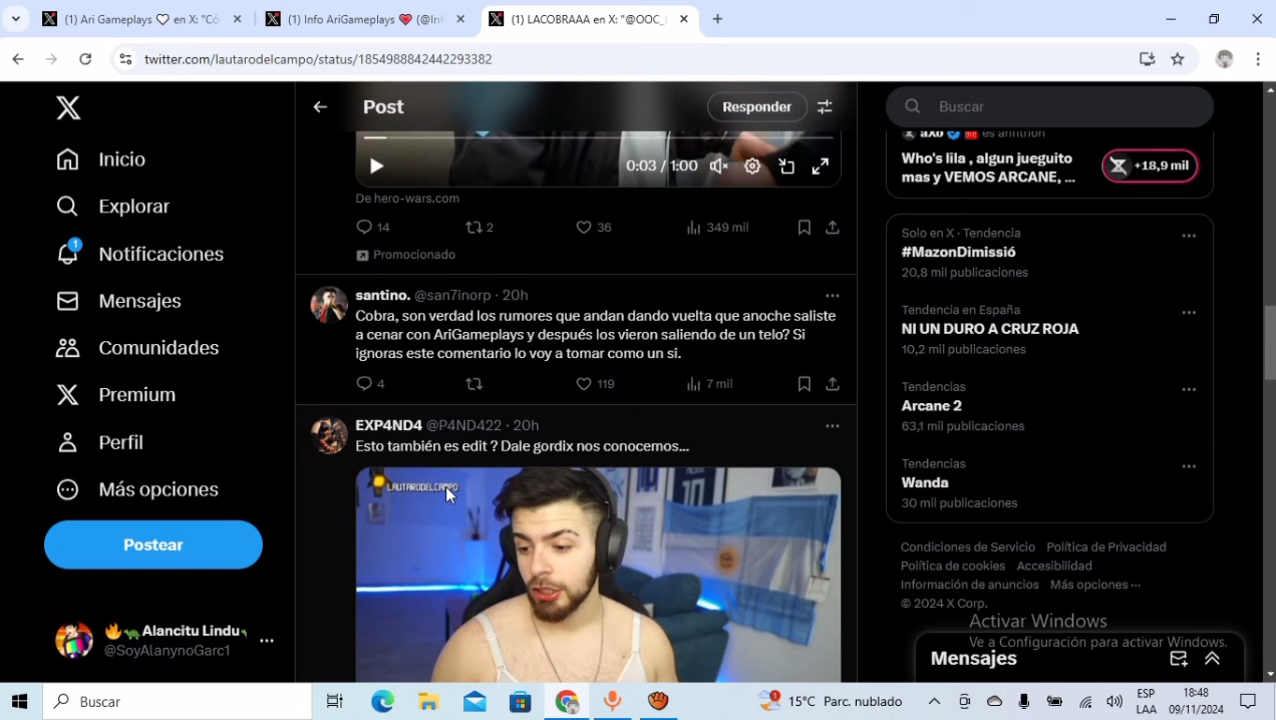 (1) Ari Gameplays 🤍 en X: "Có
(1) Info AriGameplays ❤️ (@Inf
(1) LACOBRAAA en X: "@OOC_
twitter.com/lautarodelcampo/status/1854988842442293382
Inicio
Explorar
1
Notificaciones
Mensajes
Comunidades
Premium
Perfil
Más opciones
Postear
🔥🦖 Alancitu Lindu
@SoyAlanynoGarc1
Post
Responder
0:03 / 1:00
De hero-wars.com
14
2
36
349 mil
Promocionado
santino. @san7inorp · 20h
Cobra, son verdad los rumores que andan dando vuelta que anoche saliste
a cenar con AriGameplays y después los vieron saliendo de un telo? Si
ignoras este comentario lo voy a tomar como un si.
4
119
7 mil
EXP4ND4 @P4ND422 · 20h
Esto también es edit ? Dale gordix nos conocemos...
LAUTARODELCAMPO
Buscar
aXo es anfitrión
Who's lila , algun jueguito
mas y VEMOS ARCANE, ...
+18,9 mil
Solo en X · Tendencia
#MazonDimissió
20,8 mil publicaciones
Tendencia en España
NI UN DURO A CRUZ ROJA
10,2 mil publicaciones
Tendencias
Arcane 2
63,1 mil publicaciones
Tendencias
Wanda
30 mil publicaciones
Condiciones de Servicio Política de Privacidad
Política de cookies Accesibilidad
Información de anuncios Más opciones ···
© 2024 X Corp.
Activar Windows
Ve a Configuración para activar Windows.
Mensajes
Buscar
15°C Parc. nublado
ESP
LAA
18:48
09/11/2024